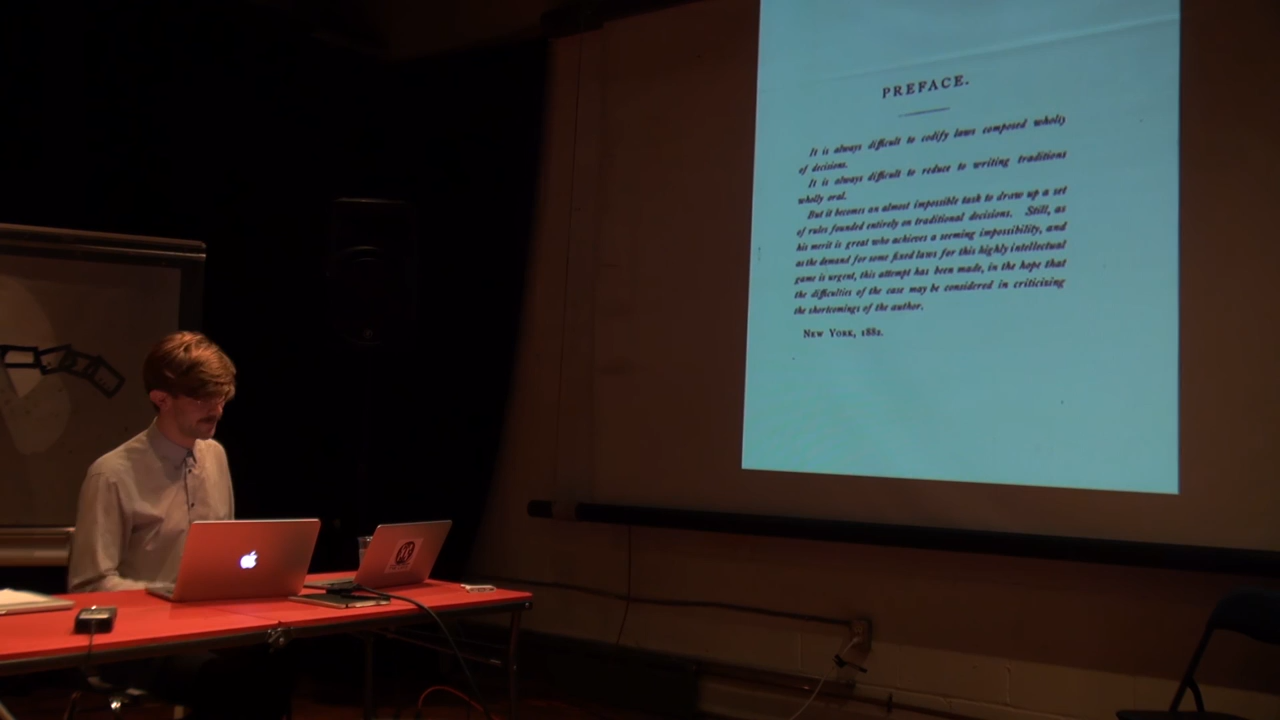 PREFACE.
It is always difficult to codify laws composed wholly
of decisions.
It is always difficult to reduce to writing traditions
wholly oral.
But it becomes an almost impossible task to draw up a set
of rules founded entirely on traditional decisions. Still, as
his merit is great who achieves a seeming impossibility, and
as the demand for some fixed laws for this highly intellectual
game is urgent, this attempt has been made, in the hope that
the difficulties of the case may be considered in criticizing
the shortcomings of the author.
NEW YORK, 1882.